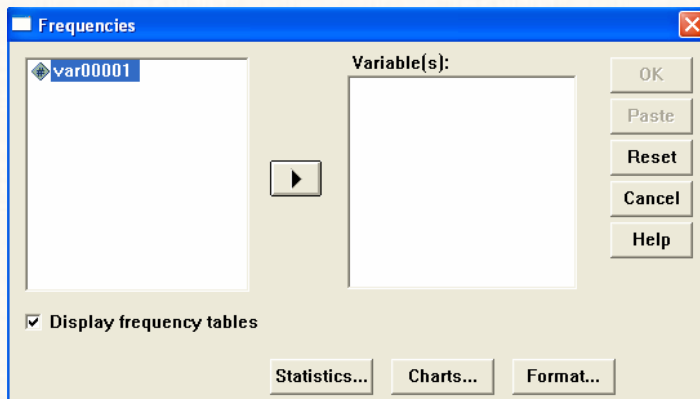 Frequencies
var00001
Variable(s):
OK
Paste
Reset
Cancel
Help
Display frequency tables
Statistics...
Charts...
Format...